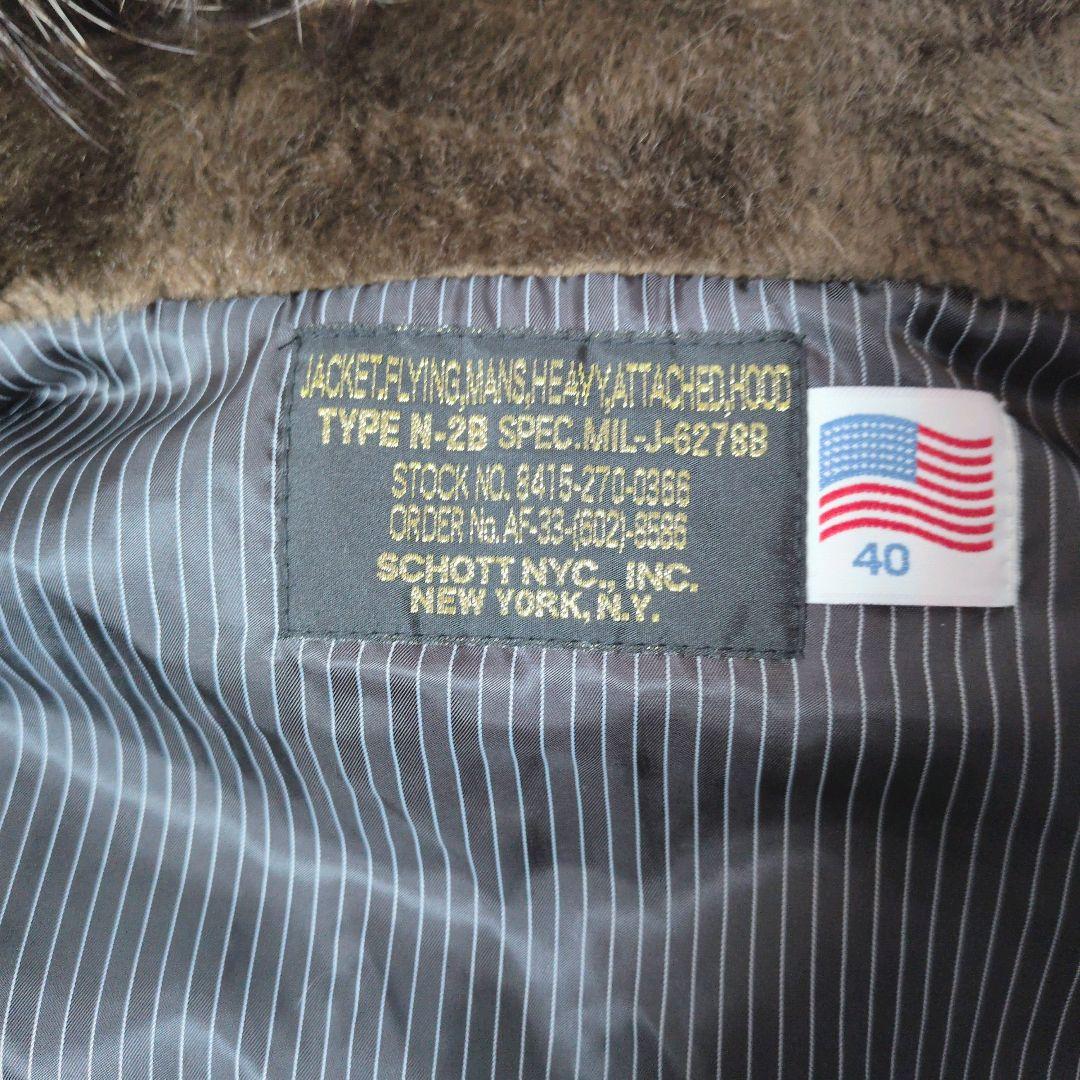 JACKET,FLYING,MANS,HEAVY,ATTACHED,HOOD
TYPE N-2B SPEC.MIL-J-6278B
STOCK NO. 8415-270-0366
ORDER No. AF-33-(602)-8586
SCHOTT NYC., INC.
NEW YORK, N.Y.
40